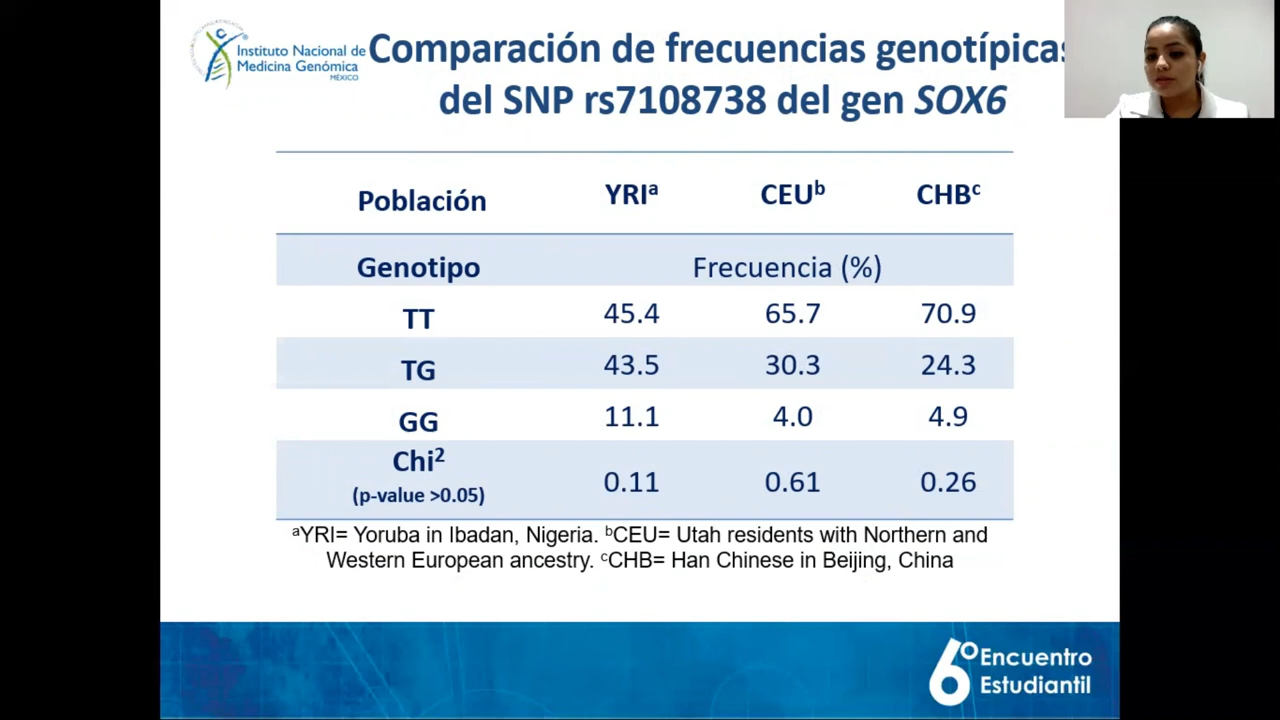 Instituto Nacional de
Medicina Genómica
MÉXICO
Comparación de frecuencias genotípicas
del SNP rs7108738 del gen SOX6
Población YRIᵃ CEUᵇ CHBᶜ
Genotipo Frecuencia (%)
TT 45.4 65.7 70.9
TG 43.5 30.3 24.3
GG 11.1 4.0 4.9
Chi²
(p-value >0.05) 0.11 0.61 0.26
ᵃYRI= Yoruba in Ibadan, Nigeria. ᵇCEU= Utah residents with Northern and
Western European ancestry. ᶜCHB= Han Chinese in Beijing, China
6º Encuentro
Estudiantil